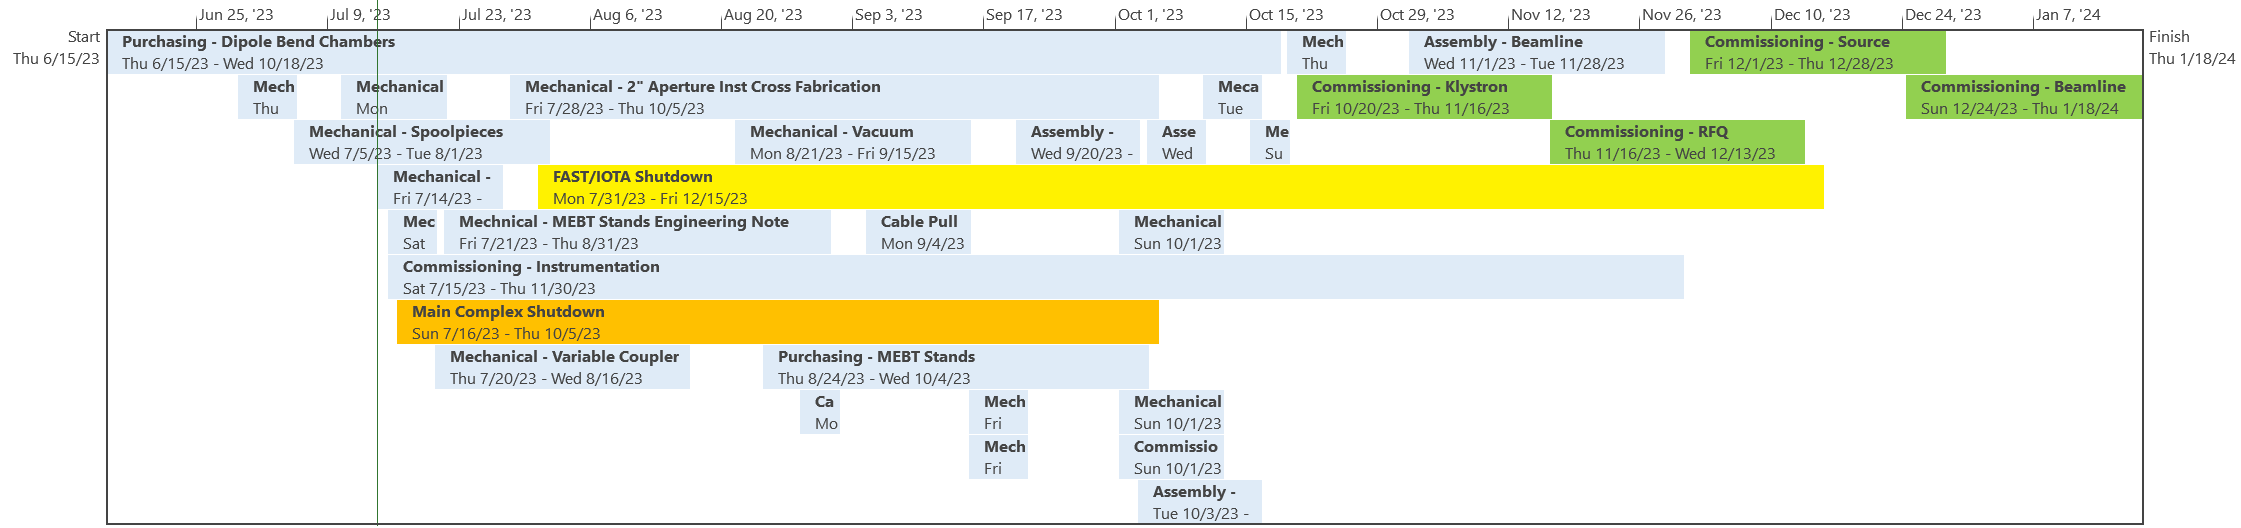 Jun 25, '23 Jul 9, '23 Jul 23, '23 Aug 6, '23 Aug 20, '23 Sep 3, '23 Sep 17, '23 Oct 1, '23 Oct 15, '23 Oct 29, '23 Nov 12, '23 Nov 26, '23 Dec 10, '23 Dec 24, '23 Jan 7, '24
Start
Thu 6/15/23
Finish
Thu 1/18/24
Purchasing - Dipole Bend Chambers
Thu 6/15/23 - Wed 10/18/23
Mech
Thu
Assembly - Beamline
Wed 11/1/23 - Tue 11/28/23
Commissioning - Source
Fri 12/1/23 - Thu 12/28/23
Mech
Thu
Mechanical
Mon
Mechanical - 2" Aperture Inst Cross Fabrication
Fri 7/28/23 - Thu 10/5/23
Meca
Tue
Commissioning - Klystron
Fri 10/20/23 - Thu 11/16/23
Commissioning - Beamline
Sun 12/24/23 - Thu 1/18/24
Mechanical - Spoolpieces
Wed 7/5/23 - Tue 8/1/23
Mechanical - Vacuum
Mon 8/21/23 - Fri 9/15/23
Assembly -
Wed 9/20/23 -
Asse
Wed
Me
Su
Commissioning - RFQ
Thu 11/16/23 - Wed 12/13/23
Mechanical -
Fri 7/14/23 -
FAST/IOTA Shutdown
Mon 7/31/23 - Fri 12/15/23
Mec
Sat
Mechnical - MEBT Stands Engineering Note
Fri 7/21/23 - Thu 8/31/23
Cable Pull
Mon 9/4/23
Mechanical
Sun 10/1/23
Commissioning - Instrumentation
Sat 7/15/23 - Thu 11/30/23
Main Complex Shutdown
Sun 7/16/23 - Thu 10/5/23
Mechanical - Variable Coupler
Thu 7/20/23 - Wed 8/16/23
Purchasing - MEBT Stands
Thu 8/24/23 - Wed 10/4/23
Ca
Mo
Mech
Fri
Mechanical
Sun 10/1/23
Mech
Fri
Commissio
Sun 10/1/23
Assembly -
Tue 10/3/23 -